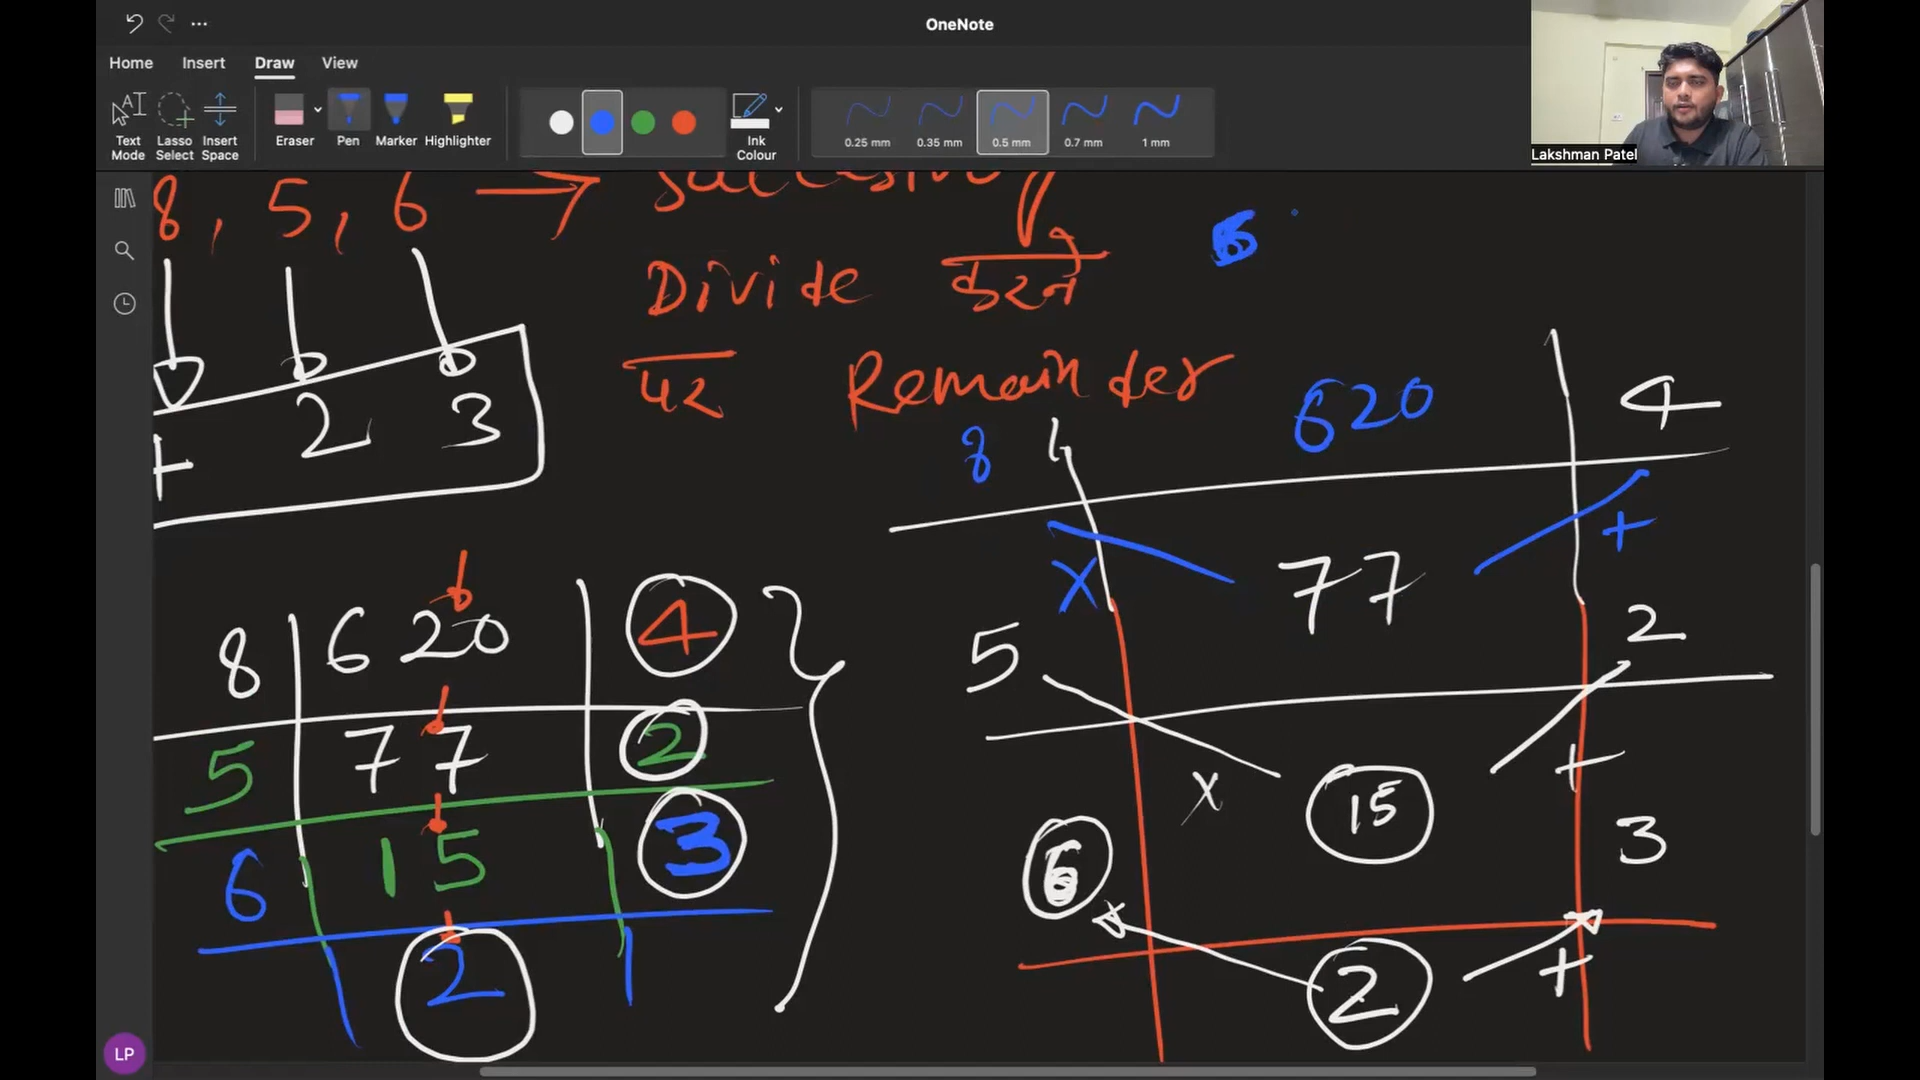 OneNote
Home Insert Draw View
Text Mode
Lasso Select
Insert Space
Eraser
Pen
Marker
Highlighter
Ink Colour
0.25 mm
0.35 mm
0.5 mm
0.7 mm
1 mm
Lakshman Patel
8, 5, 6 → Successively
Divide करने
पर Remainder
2 3
8 620 4
5 77 2
6 15 3
2
8 620 4
x 77 +
5 2
x 15 +
6 3
2 +
LP